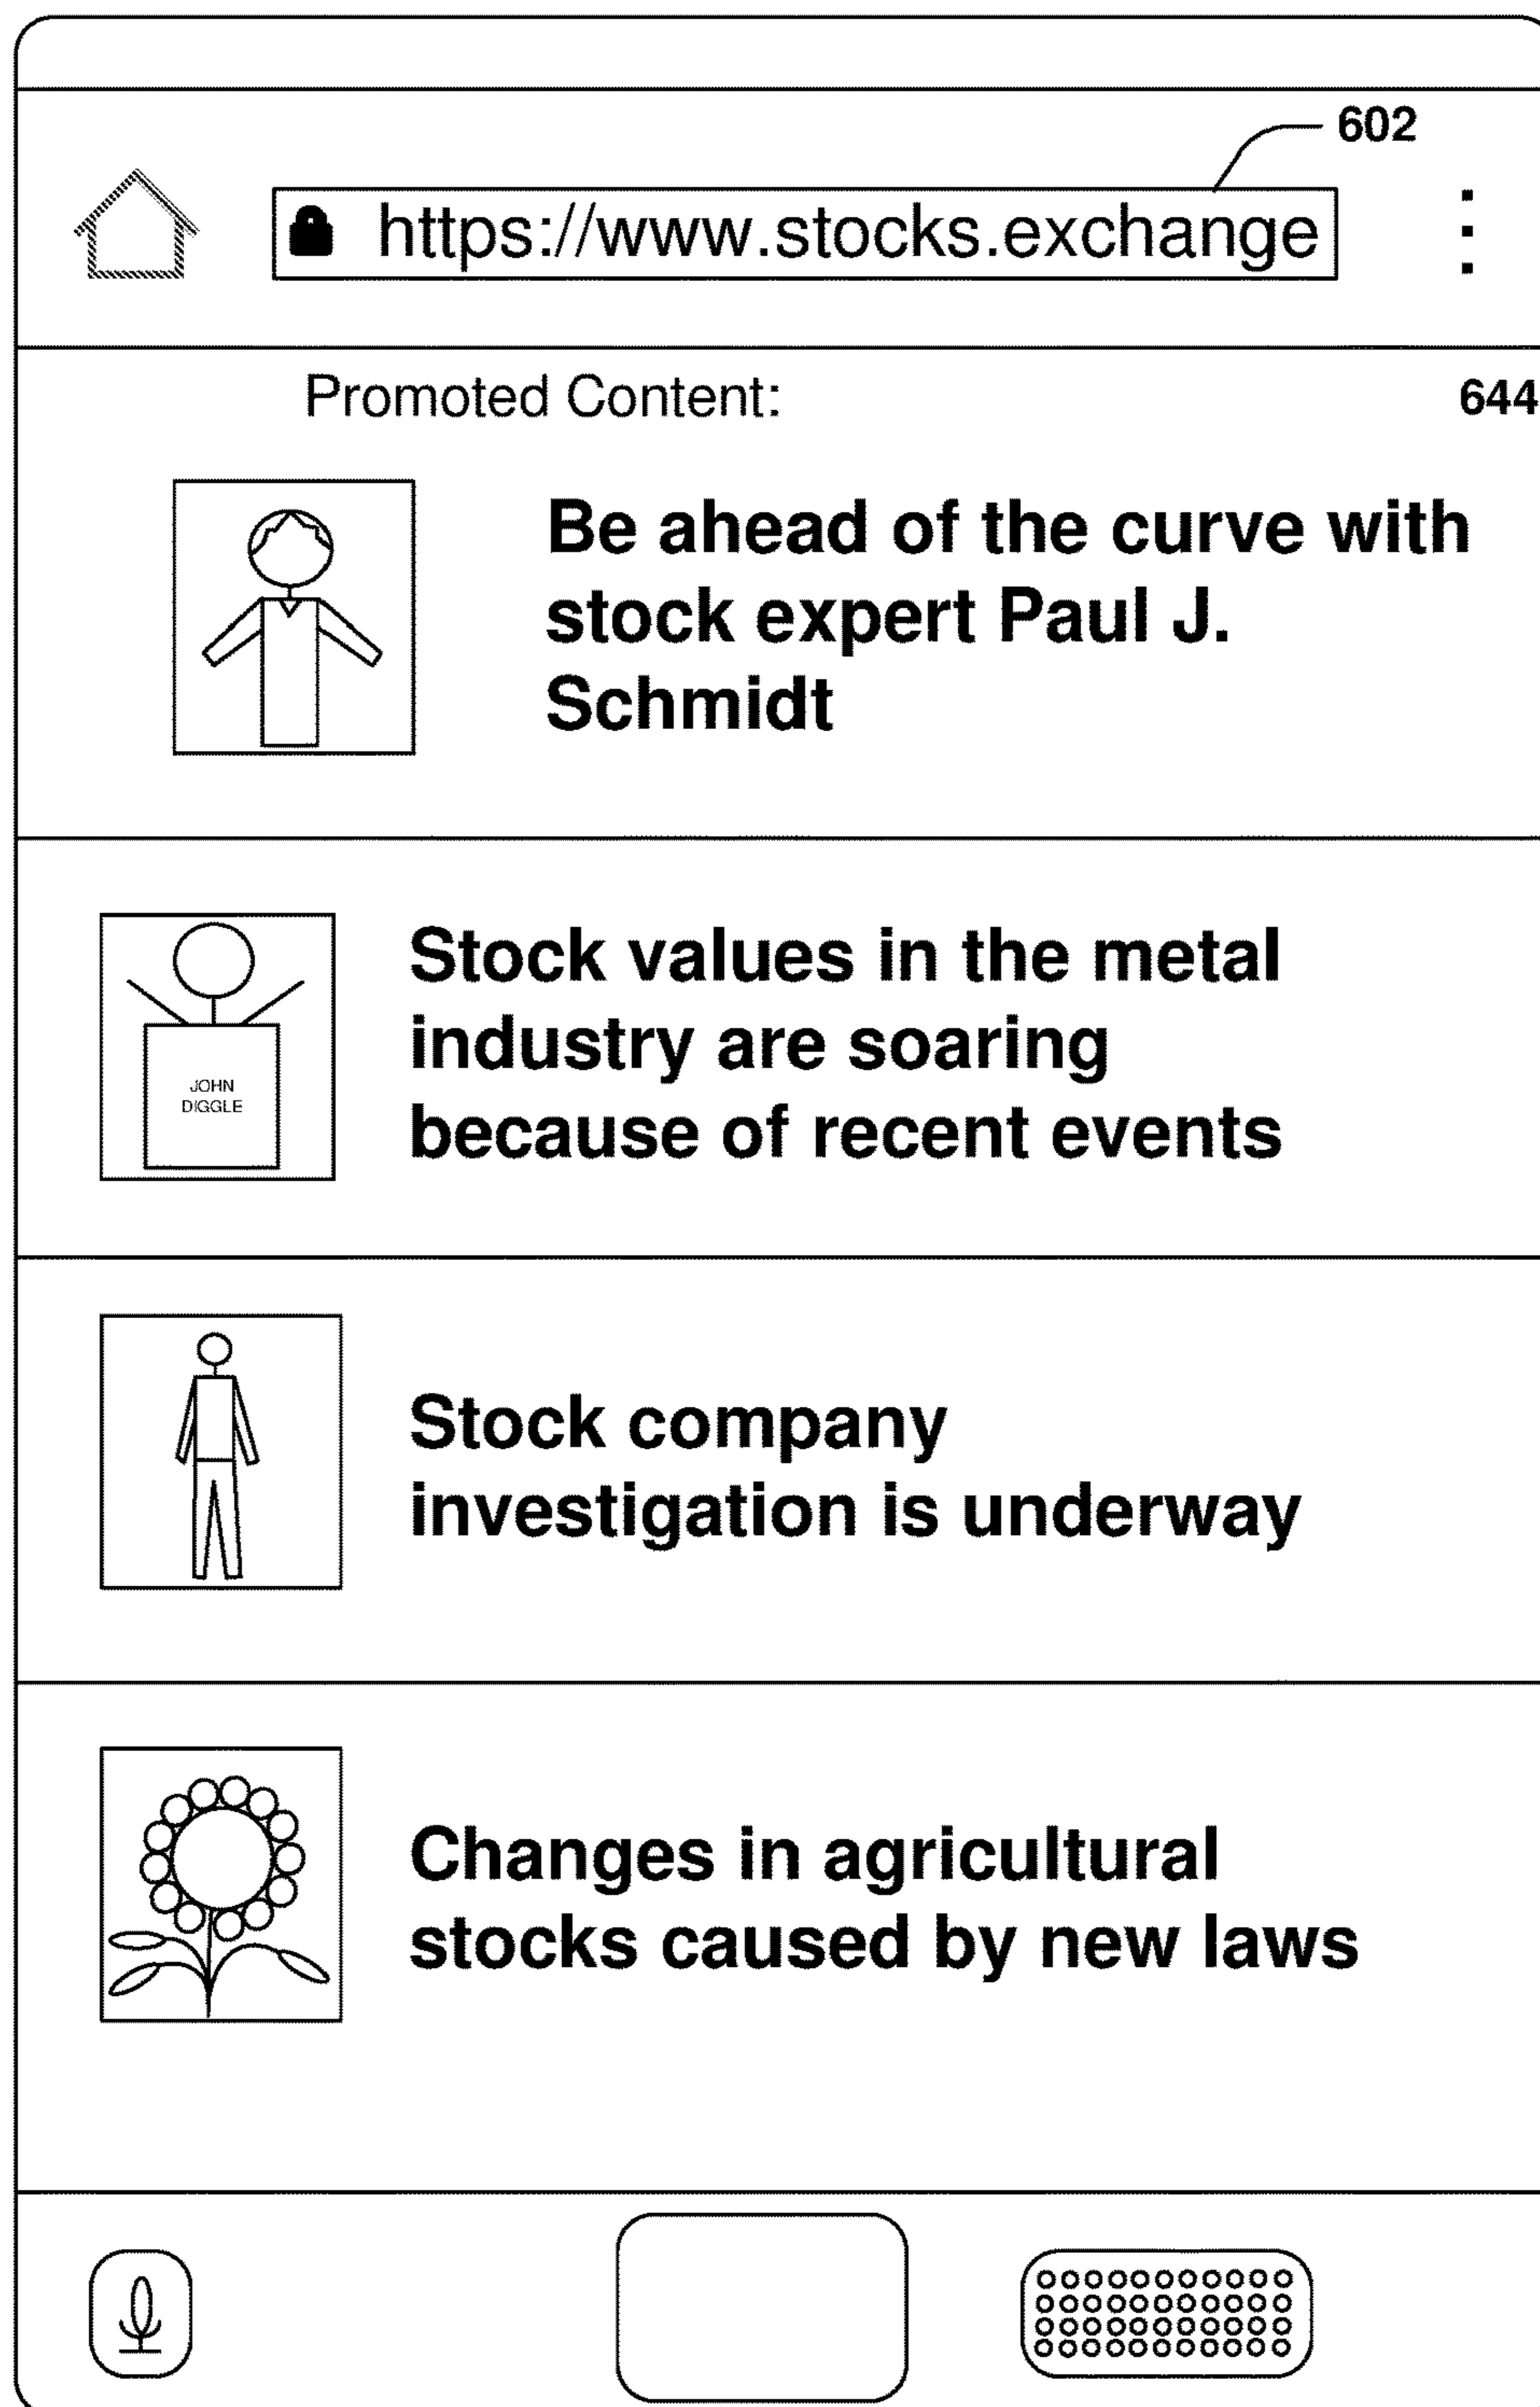 602
https://www.stocks.exchange
Promoted Content:
644
Be ahead of the curve with
stock expert Paul J.
Schmidt
JOHN
DIGGLE
Stock values in the metal
industry are soaring
because of recent events
Stock company
investigation is underway
Changes in agricultural
stocks caused by new laws